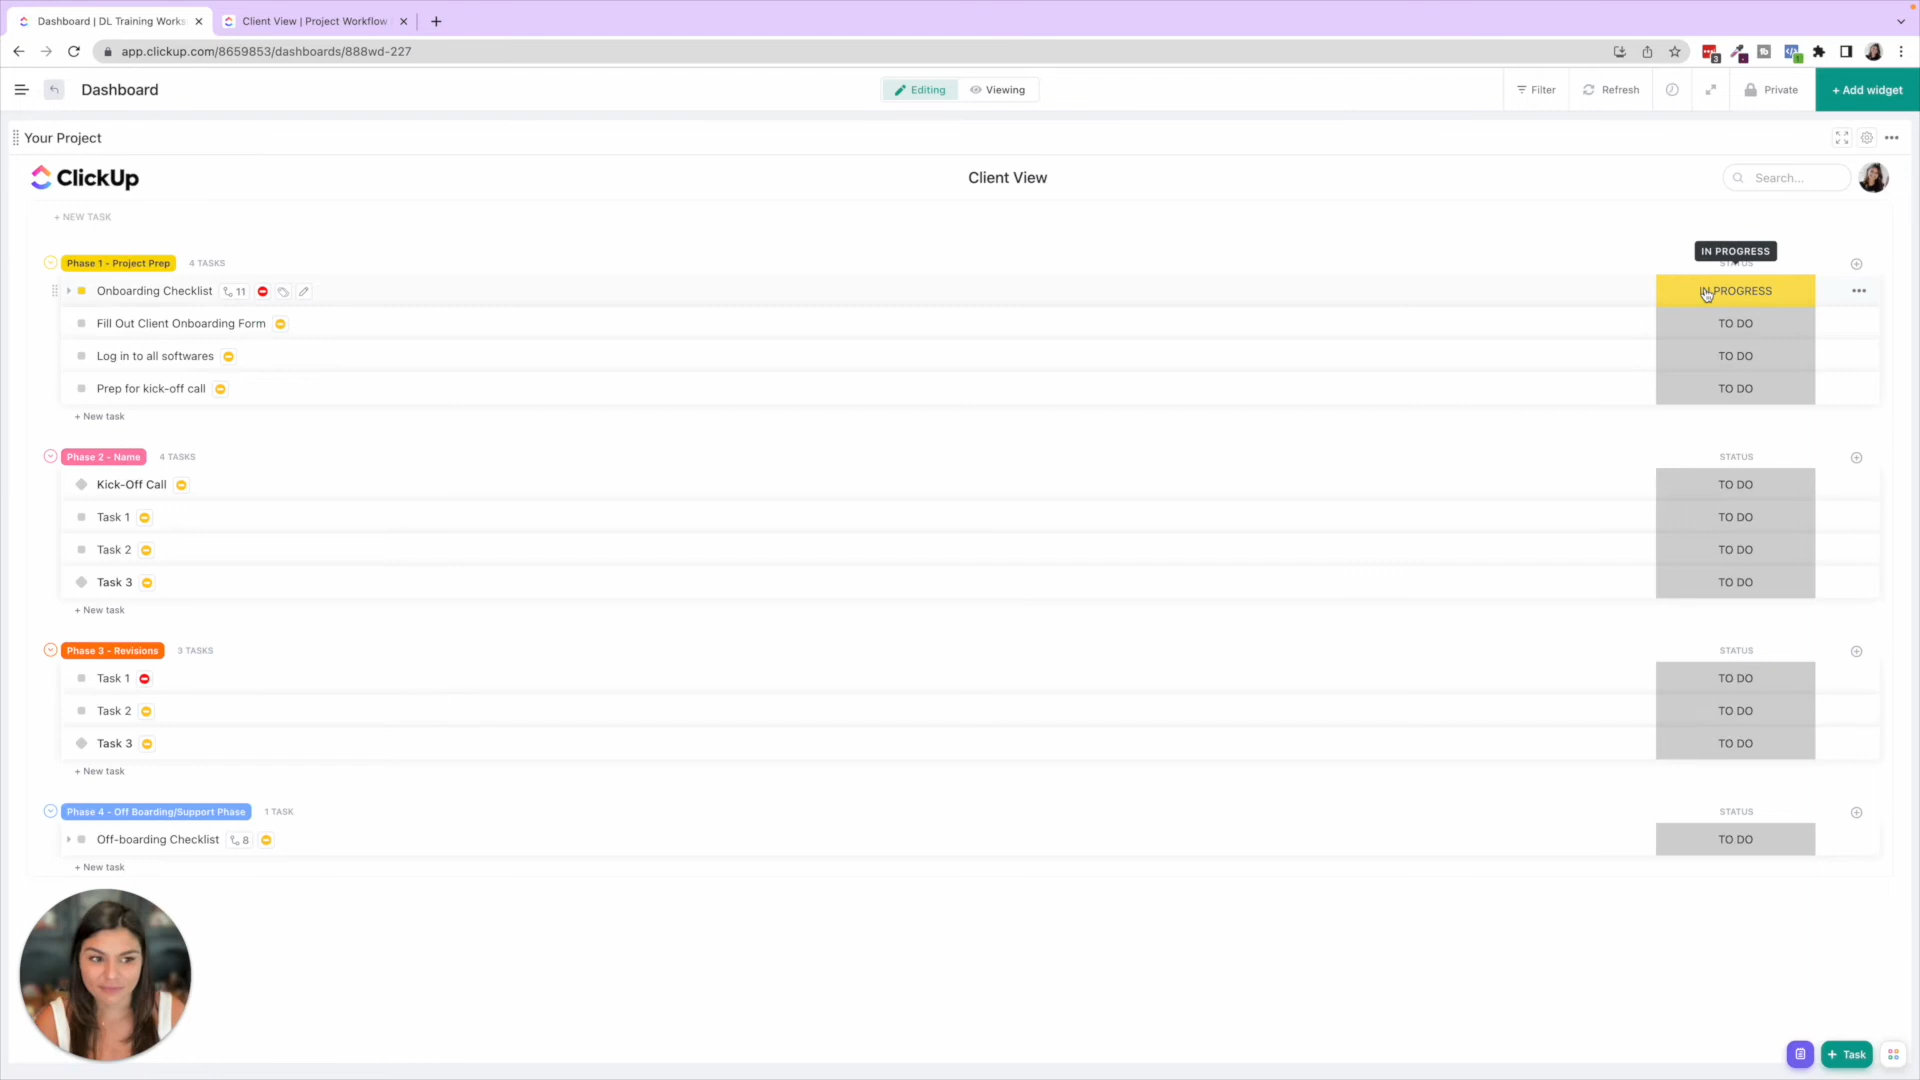 Dashboard | DL Training Works
Client View | Project Workflow
app.clickup.com/8659853/dashboards/888wd-227
3
1
Dashboard
Editing
Viewing
Filter
Refresh
Private
+ Add widget
Your Project
ClickUp
Client View
Search...
+ NEW TASK
IN PROGRESS
Phase 1 - Project Prep
4 TASKS
STATUS
Onboarding Checklist
11
IN PROGRESS
Fill Out Client Onboarding Form
TO DO
Log in to all softwares
TO DO
Prep for kick-off call
TO DO
+ New task
Phase 2 - Name
4 TASKS
STATUS
Kick-Off Call
TO DO
Task 1
TO DO
Task 2
TO DO
Task 3
TO DO
+ New task
Phase 3 - Revisions
3 TASKS
STATUS
Task 1
TO DO
Task 2
TO DO
Task 3
TO DO
+ New task
Phase 4 - Off Boarding/Support Phase
1 TASK
STATUS
Off-boarding Checklist
8
TO DO
+ New task
+ Task